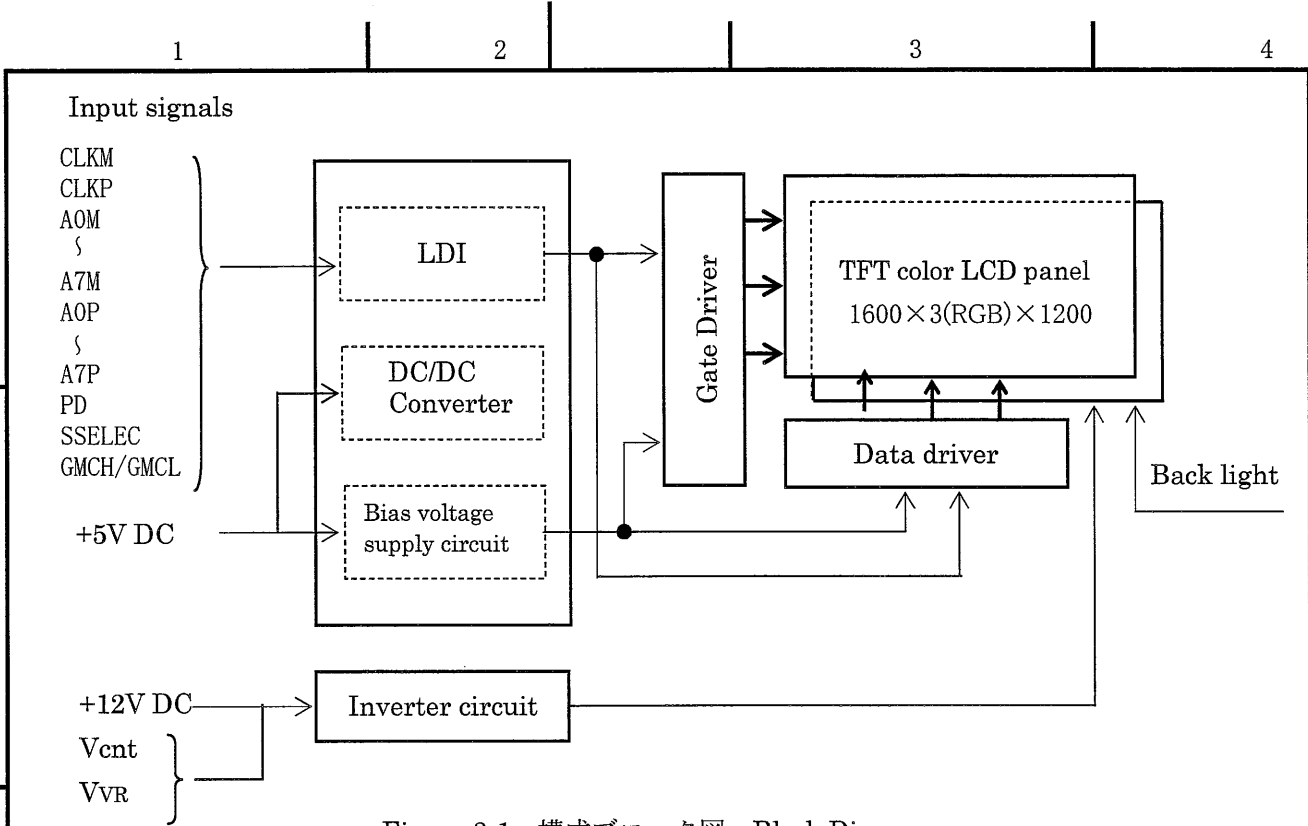 1 2 3 4
Input signals
CLKM
CLKP
A0M
∫
A7M
A0P
∫
A7P
PD
SSELEC
GMCH/GMCL
+5V DC
LDI
DC/DC
Converter
Bias voltage
supply circuit
Gate Driver
TFT color LCD panel
1600×3(RGB)×1200
Data driver
Back light
+12V DC
Vcnt
VVR
Inverter circuit